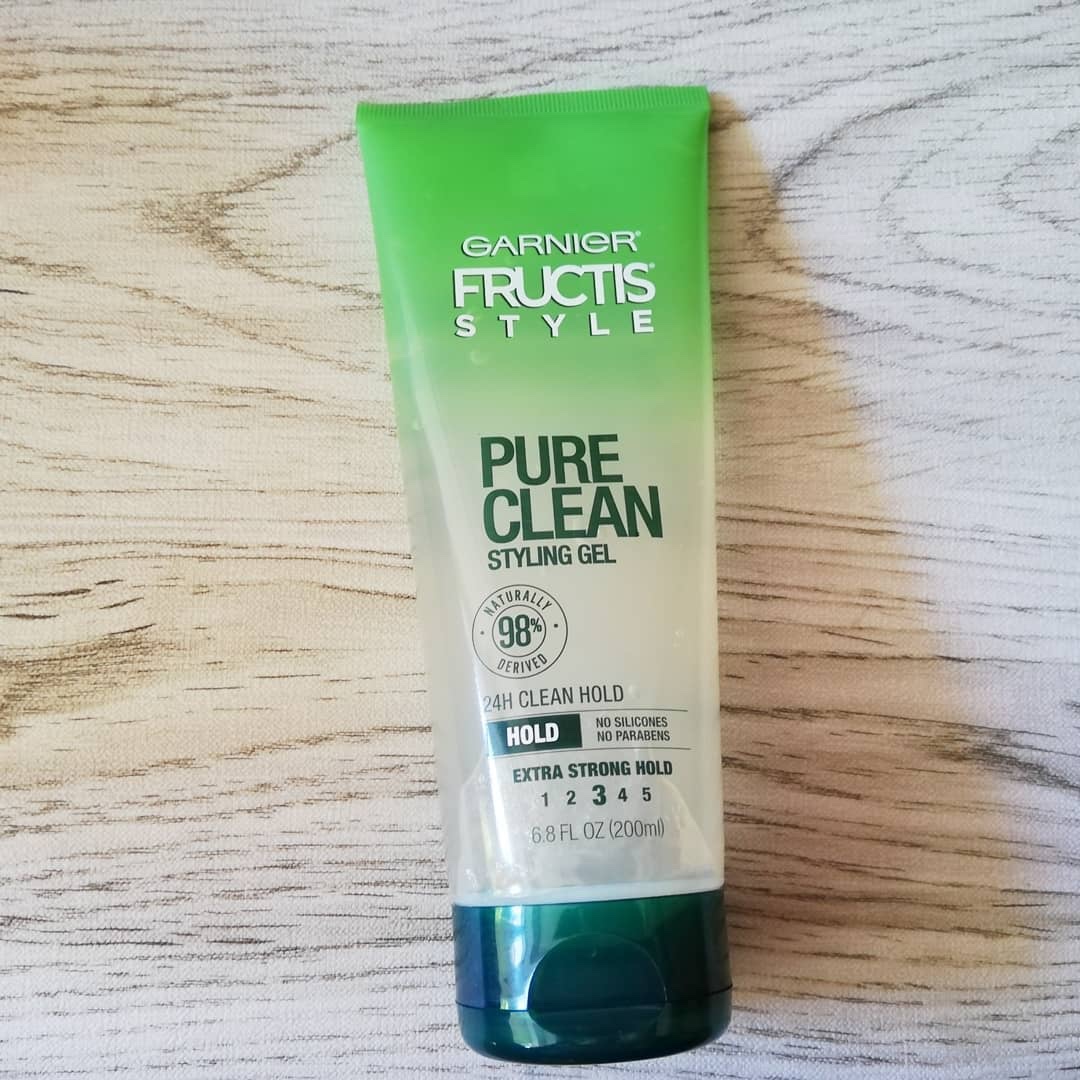 GARNIER®
FRUCTIS®
STYLE
PURE
CLEAN
STYLING GEL
NATURALLY
98%
DERIVED
24H CLEAN HOLD
HOLD
NO SILICONES
NO PARABENS
EXTRA STRONG HOLD
1 2 3 4 5
6.8 FL OZ (200ml)